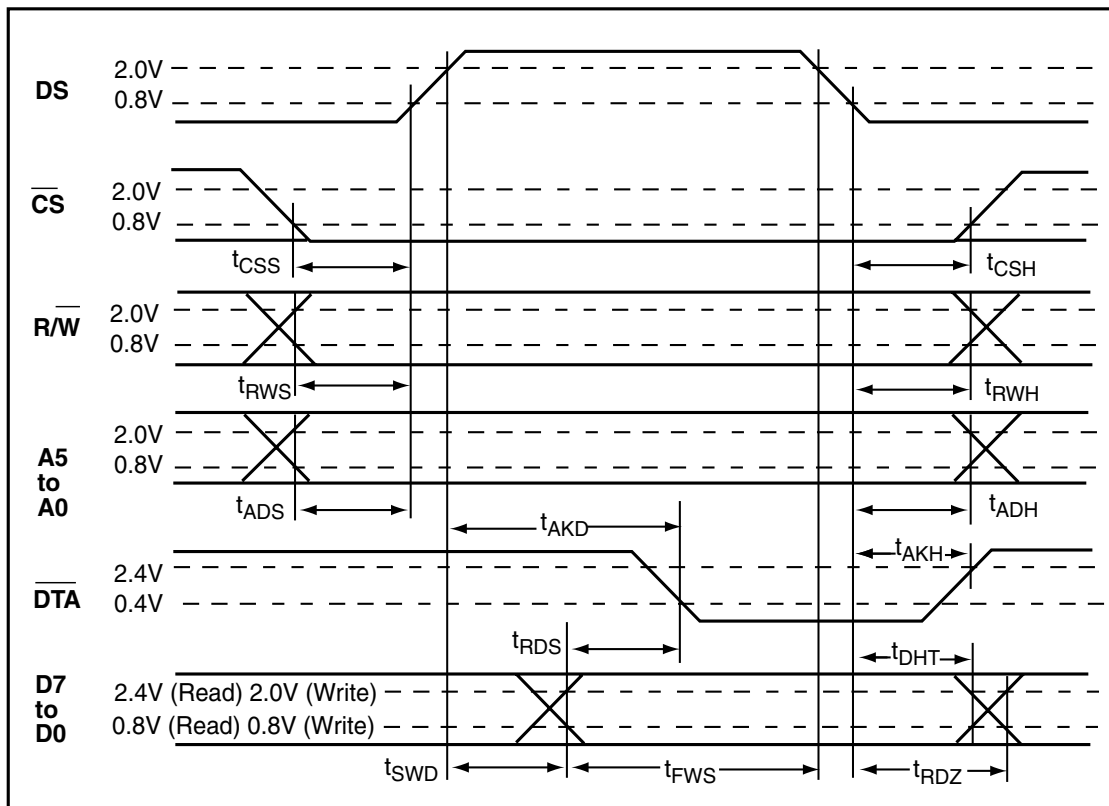 DS
2.0V
0.8V
CS
2.0V
0.8V
tCSS
tCSH
R/W
2.0V
0.8V
tRWS
tRWH
A5
to
A0
2.0V
0.8V
tADS
tADH
tAKD
tAKH
DTA
2.4V
0.4V
tRDS
tDHT
D7
to
D0
2.4V (Read) 2.0V (Write)
0.8V (Read) 0.8V (Write)
tSWD
tFWS
tRDZ